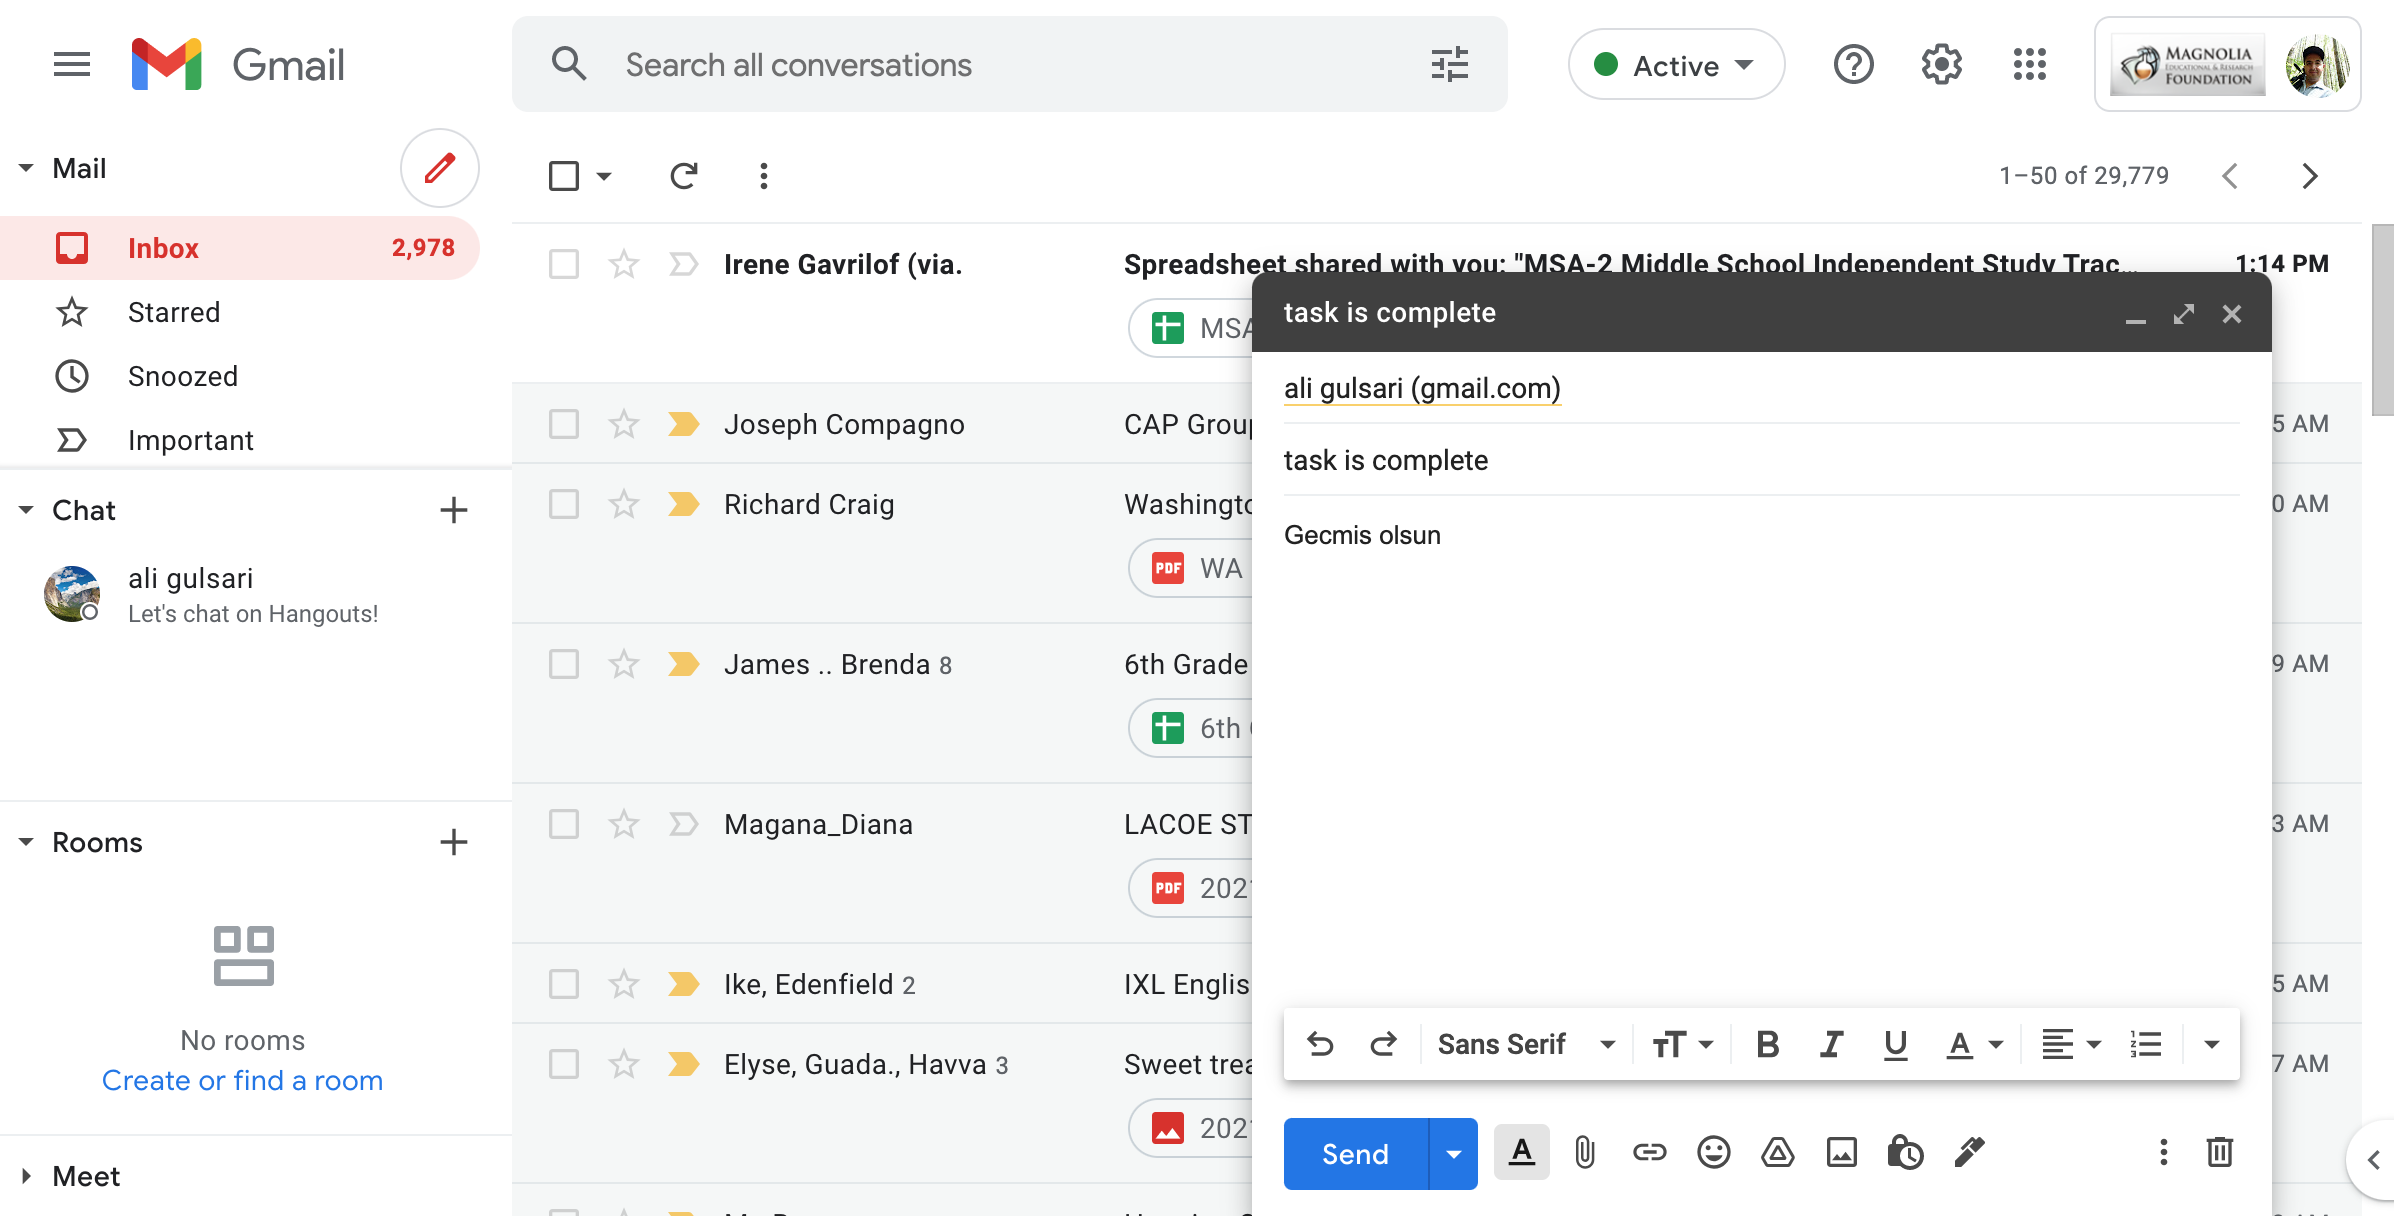 Gmail
Search all conversations
Active
MAGNOLIA
EDUCATIONAL & RESEARCH
FOUNDATION
Mail
1–50 of 29,779
Inbox 2,978
Starred
Snoozed
Important
Chat
ali gulsari
Let's chat on Hangouts!
Rooms
No rooms
Create or find a room
Meet
Irene Gavrilof (via. Spreadsheet shared with you: "MSA-2 Middle School Independent Study Trac... 1:14 PM
MSA
Joseph Compagno CAP Group 5 AM
Richard Craig Washingto 0 AM
PDF WA
James .. Brenda 8 6th Grade 9 AM
6th
Magana_Diana LACOE ST 3 AM
PDF 202
Ike, Edenfield 2 IXL Englis 5 AM
Elyse, Guada., Havva 3 Sweet trea 7 AM
202
task is complete
ali gulsari (gmail.com)
task is complete
Gecmis olsun
Sans Serif
Send